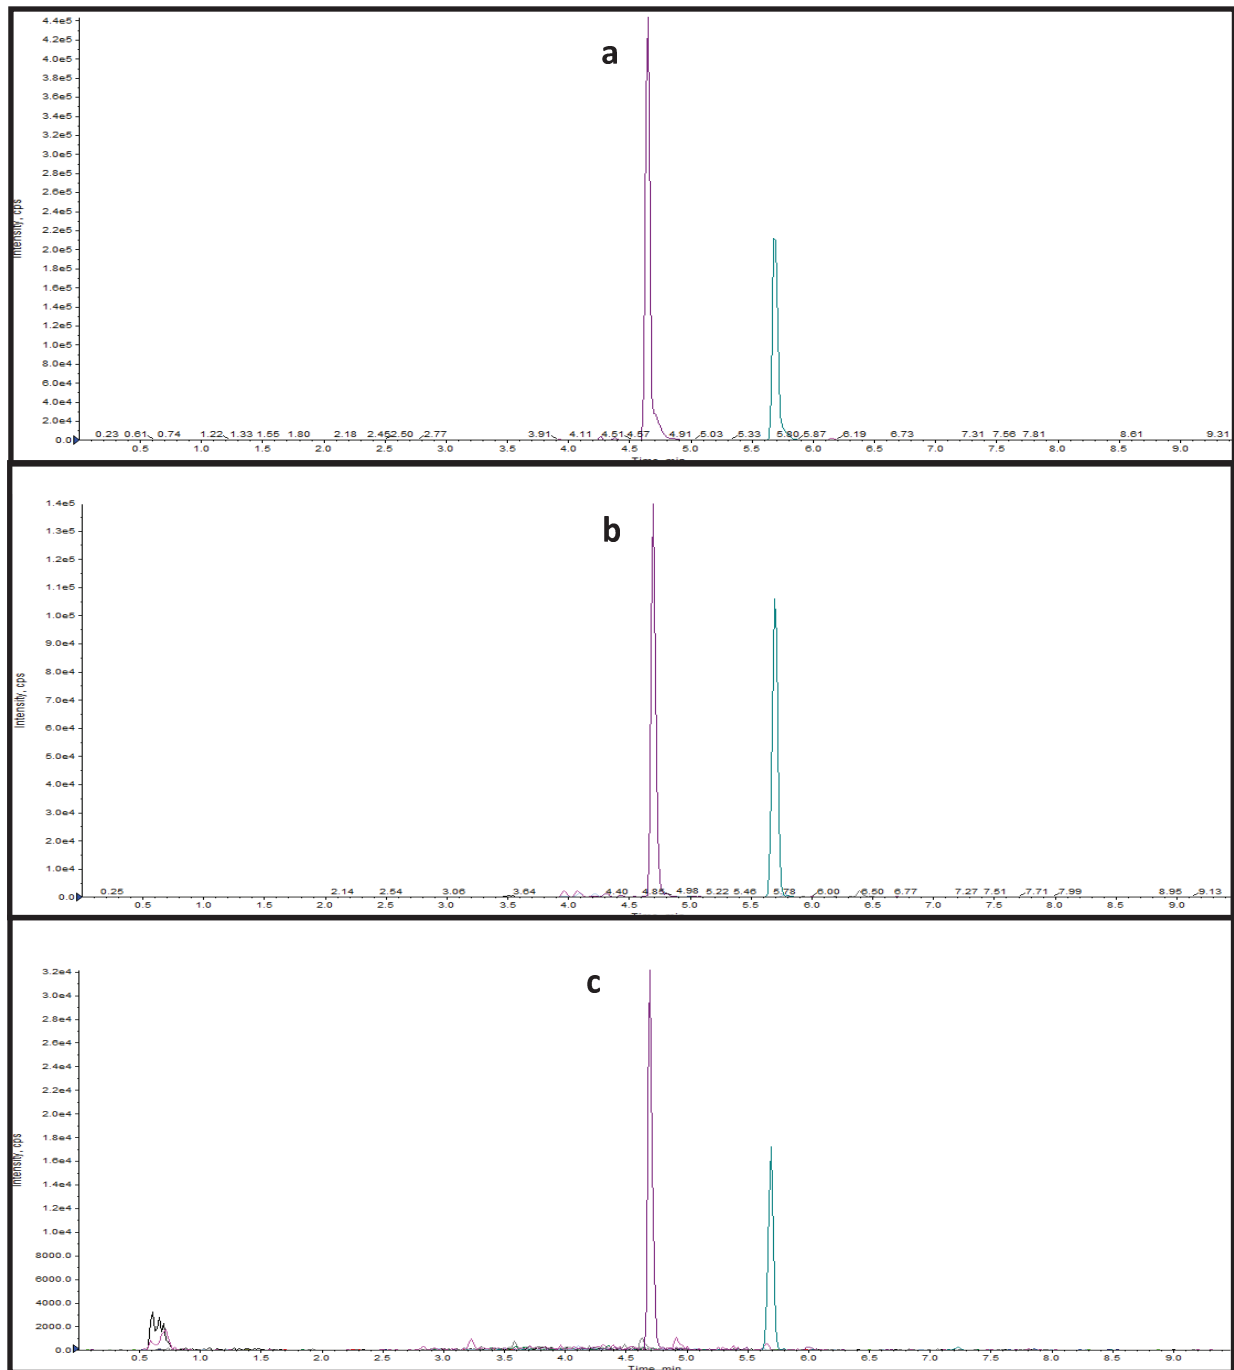 a
4.4e5
4.2e5
4.0e5
3.8e5
3.6e5
3.4e5
3.2e5
3.0e5
2.8e5
2.6e5
2.4e5
2.2e5
2.0e5
1.8e5
1.6e5
1.4e5
1.2e5
1.0e5
8.0e4
6.0e4
4.0e4
2.0e4
0.0
Intensity, cps
0.23 0.61 0.74 1.22 1.33 1.55 1.80 2.18 2.45 2.50 2.77 3.91 4.11 4.51 4.57 4.91 5.03 5.33 5.80 5.87 6.19 6.73 7.31 7.56 7.81 8.61 9.31
0.5 1.0 1.5 2.0 2.5 3.0 3.5 4.0 4.5 5.0 5.5 6.0 6.5 7.0 7.5 8.0 8.5 9.0
Time, min
b
1.4e5
1.3e5
1.2e5
1.1e5
1.0e5
9.0e4
8.0e4
7.0e4
6.0e4
5.0e4
4.0e4
3.0e4
2.0e4
1.0e4
0.0
Intensity, cps
0.25 2.14 2.54 3.06 3.64 4.40 4.85 4.98 5.22 5.46 5.78 6.00 6.50 6.77 7.27 7.51 7.71 7.99 8.95 9.13
0.5 1.0 1.5 2.0 2.5 3.0 3.5 4.0 4.5 5.0 5.5 6.0 6.5 7.0 7.5 8.0 8.5 9.0
Time, min
c
3.2e4
3.0e4
2.8e4
2.6e4
2.4e4
2.2e4
2.0e4
1.8e4
1.6e4
1.4e4
1.2e4
1.0e4
8000.0
6000.0
4000.0
2000.0
0.0
Intensity, cps
0.5 1.0 1.5 2.0 2.5 3.0 3.5 4.0 4.5 5.0 5.5 6.0 6.5 7.0 7.5 8.0 8.5 9.0
Time, min